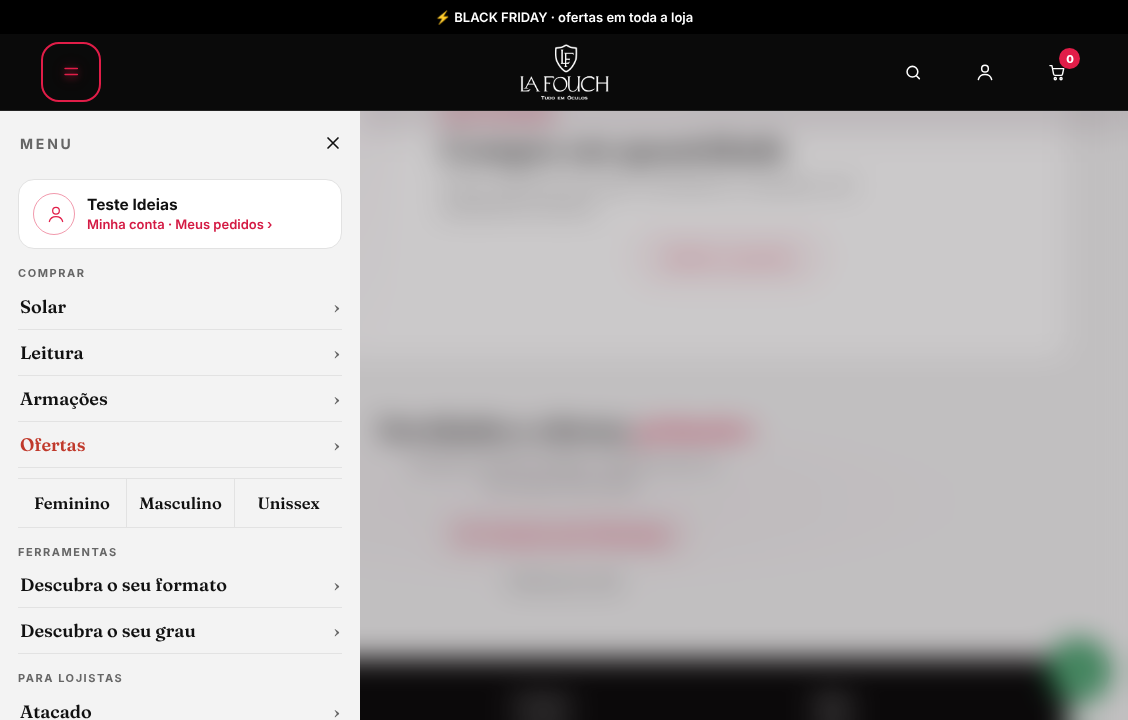 ⚡ BLACK FRIDAY · ofertas em toda a loja
LF
LA FOUCH
TUDO EM ÓCULOS
0
MENU
Teste Ideias
Minha conta · Meus pedidos ›
COMPRAR
Solar ›
Leitura ›
Armações ›
Ofertas ›
Feminino Masculino Unissex
FERRAMENTAS
Descubra o seu formato ›
Descubra o seu grau ›
PARA LOJISTAS
Atacado ›